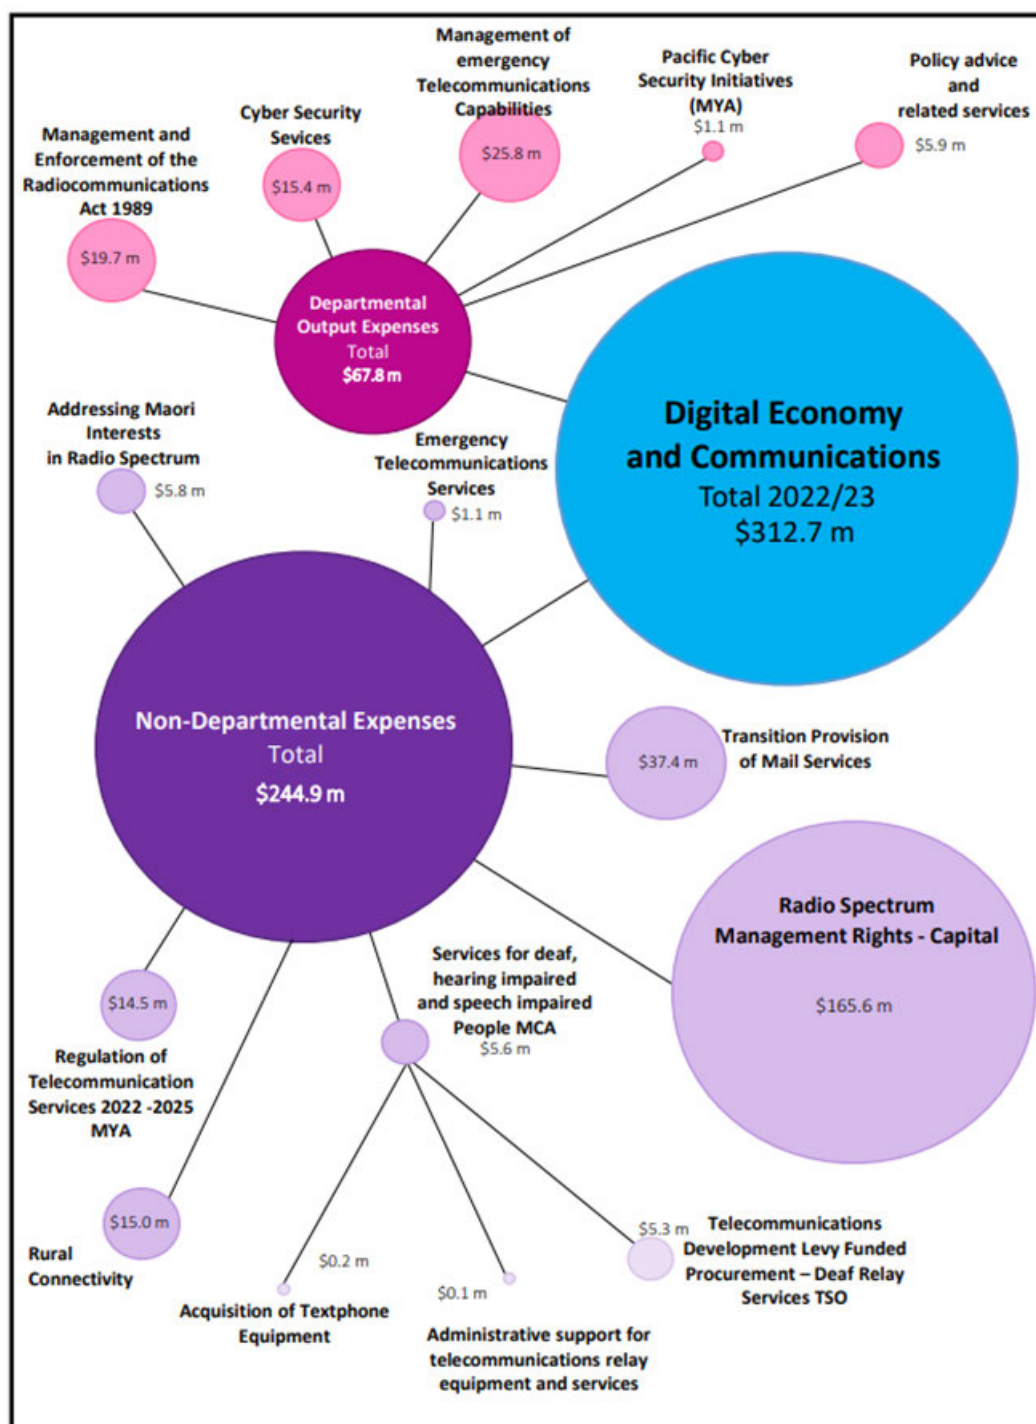 Management of
emergency
Telecommunications
Capabilities
$25.8 m
Pacific Cyber
Security Initiatives
(MYA)
$1.1 m
Policy advice
and
related services
$5.9 m
Cyber Security
Sevices
$15.4 m
Management and
Enforcement of the
Radiocommunications
Act 1989
$19.7 m
Departmental
Output Expenses
Total
$67.8 m
Digital Economy
and Communications
Total 2022/23
$312.7 m
Addressing Maori
Interests
in Radio Spectrum
$5.8 m
Emergency
Telecommunications
Services
$1.1 m
Non-Departmental Expenses
Total
$244.9 m
Transition Provision
of Mail Services
$37.4 m
Radio Spectrum
Management Rights - Capital
$165.6 m
Services for deaf,
hearing impaired
and speech impaired
People MCA
$5.6 m
$14.5 m
Regulation of
Telecommunication
Services 2022 -2025
MYA
$15.0 m
Rural
Connectivity
$0.2 m
Acquisition of Textphone
Equipment
$0.1 m
Administrative support for
telecommunications relay
equipment and services
$5.3 m
Telecommunications
Development Levy Funded
Procurement – Deaf Relay
Services TSO